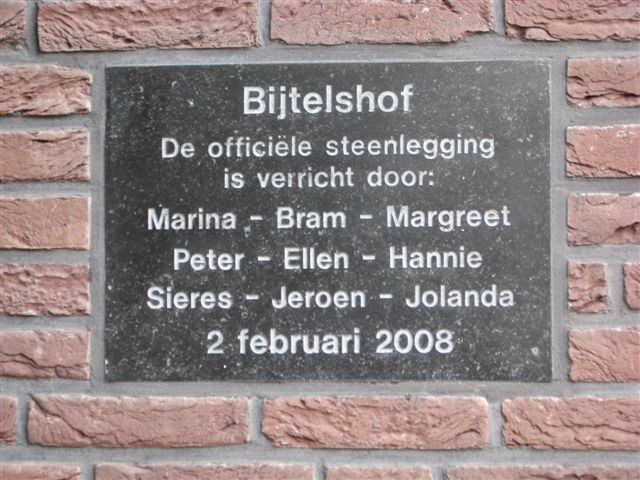 Bijtelshof
De officiële steenlegging
is verricht door:
Marina - Bram - Margreet
Peter - Ellen - Hannie
Sieres - Jeroen - Jolanda
2 februari 2008